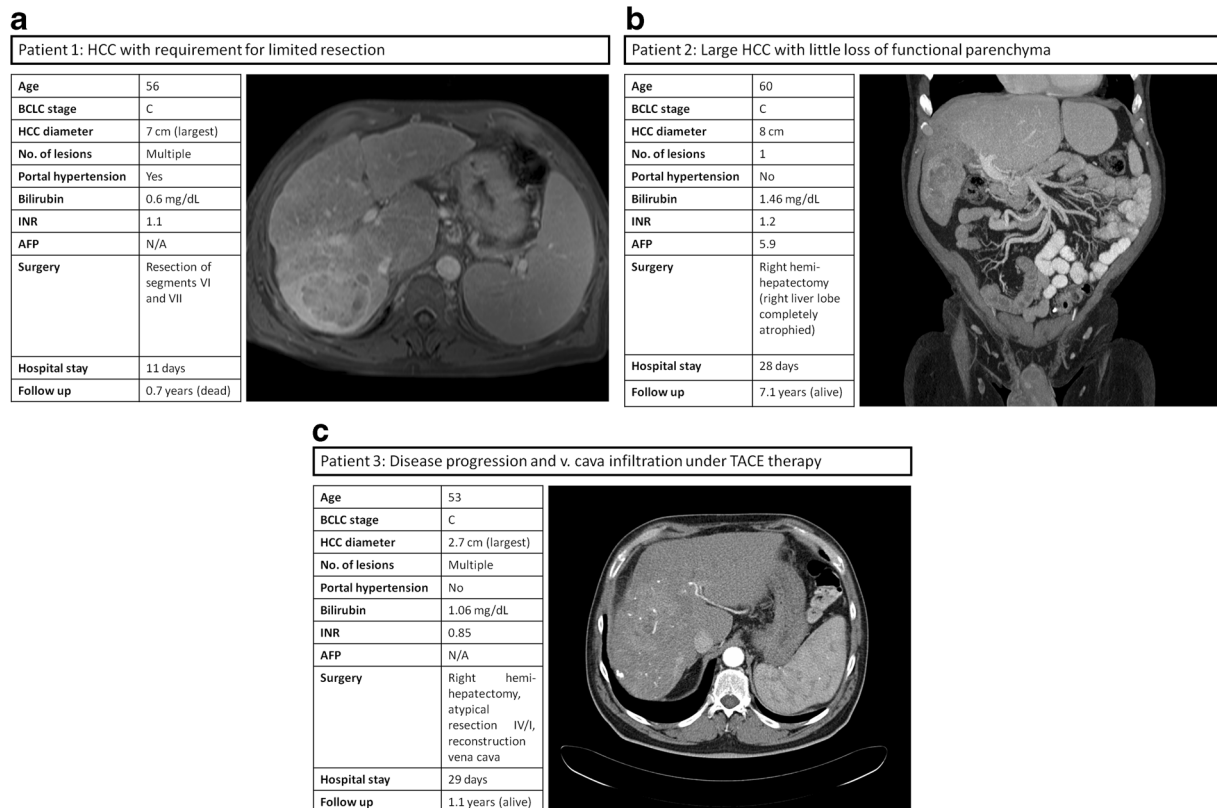 a
Patient 1: HCC with requirement for limited resection
Age 56
BCLC stage C
HCC diameter 7 cm (largest)
No. of lesions Multiple
Portal hypertension Yes
Bilirubin 0.6 mg/dL
INR 1.1
AFP N/A
Surgery Resection of
segments VI
and VII
Hospital stay 11 days
Follow up 0.7 years (dead)
b
Patient 2: Large HCC with little loss of functional parenchyma
Age 60
BCLC stage C
HCC diameter 8 cm
No. of lesions 1
Portal hypertension No
Bilirubin 1.46 mg/dL
INR 1.2
AFP 5.9
Surgery Right hemi-
hepatectomy
(right liver lobe
completely
atrophied)
Hospital stay 28 days
Follow up 7.1 years (alive)
c
Patient 3: Disease progression and v. cava infiltration under TACE therapy
Age 53
BCLC stage C
HCC diameter 2.7 cm (largest)
No. of lesions Multiple
Portal hypertension No
Bilirubin 1.06 mg/dL
INR 0.85
AFP N/A
Surgery Right hemi-
hepatectomy,
atypical
resection IV/I,
reconstruction
vena cava
Hospital stay 29 days
Follow up 1.1 years (alive)